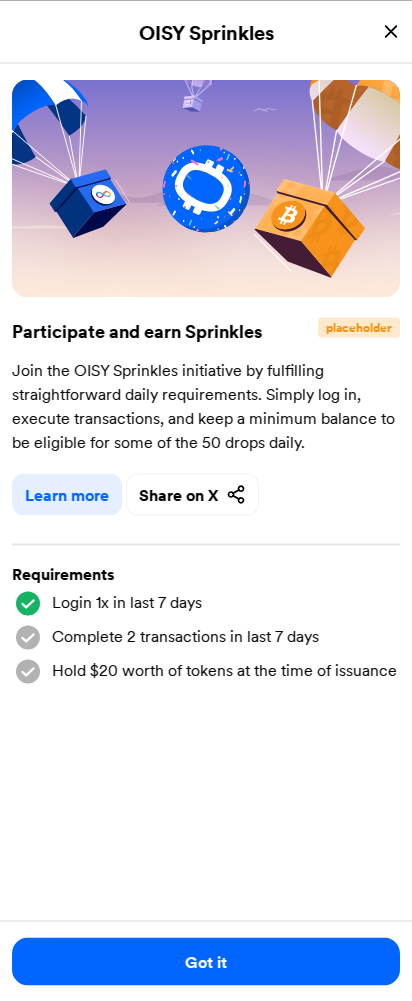 OISY Sprinkles
Participate and earn Sprinkles
placeholder
Join the OISY Sprinkles initiative by fulfilling
straightforward daily requirements. Simply log in,
execute transactions, and keep a minimum balance to
be eligible for some of the 50 drops daily.
Learn more
Share on X
Requirements
Login 1x in last 7 days
Complete 2 transactions in last 7 days
Hold $20 worth of tokens at the time of issuance
Got it